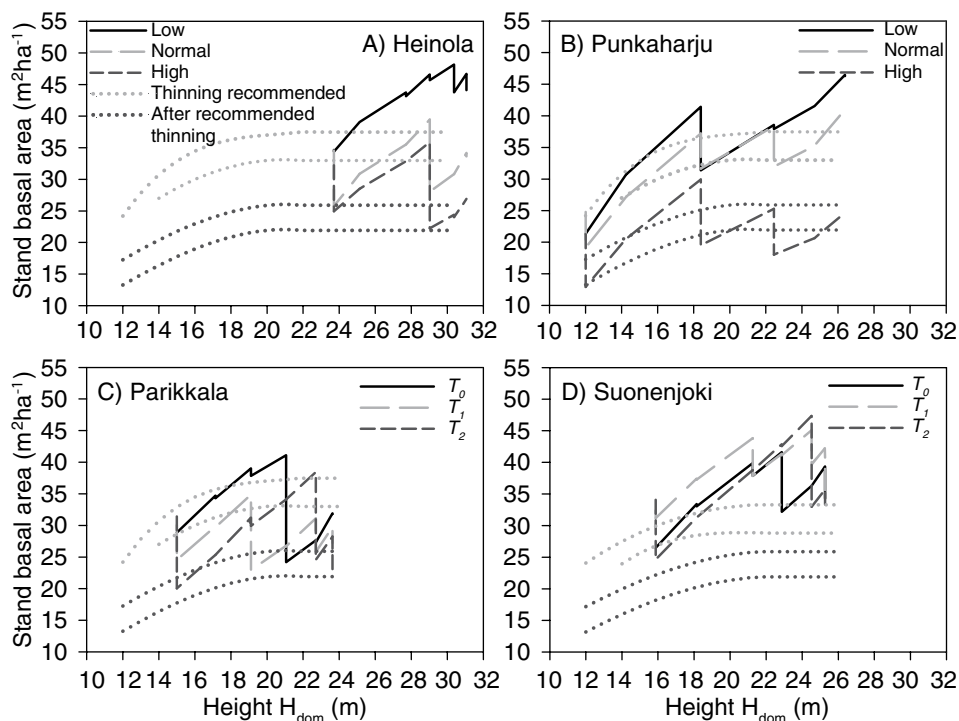 Stand basal area (m²ha⁻¹)
55
50
45
40
35
30
25
20
15
10
Low
Normal
High
Thinning recommended
After recommended
thinning
A) Heinola
10 12 14 16 18 20 22 24 26 28 30 32
55
50
45
40
35
30
25
20
15
10
B) Punkaharju
Low
Normal
High
10 12 14 16 18 20 22 24 26 28 30 32
Stand basal area (m²ha⁻¹)
55
50
45
40
35
30
25
20
15
10
C) Parikkala
T₀
T₁
T₂
10 12 14 16 18 20 22 24 26 28 30 32
Height H_dom (m)
55
50
45
40
35
30
25
20
15
10
D) Suonenjoki
T₀
T₁
T₂
10 12 14 16 18 20 22 24 26 28 30 32
Height H_dom (m)